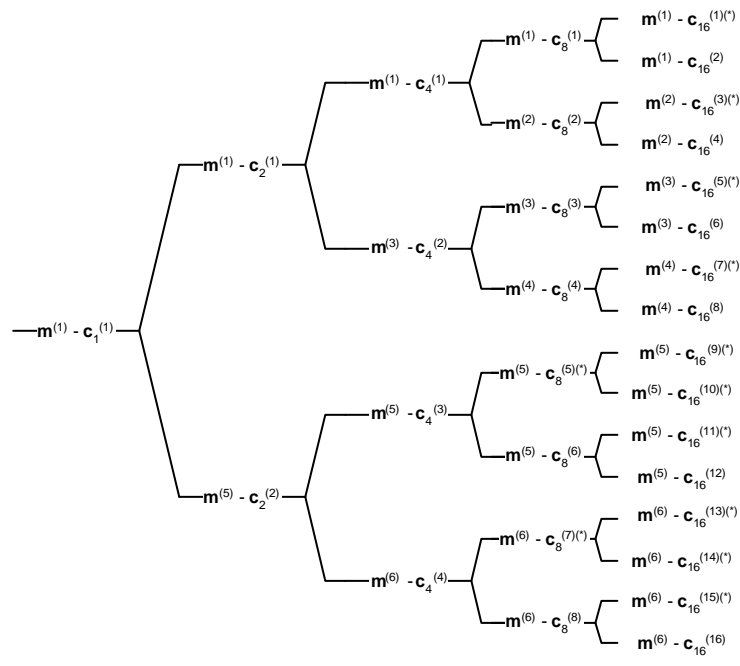 m⁽¹⁾ - c₁₆⁽¹⁾⁽*⁾
m⁽¹⁾ - c₈⁽¹⁾
m⁽¹⁾ - c₁₆⁽²⁾
m⁽¹⁾ - c₄⁽¹⁾
m⁽²⁾ - c₁₆⁽³⁾⁽*⁾
m⁽²⁾ - c₈⁽²⁾
m⁽²⁾ - c₁₆⁽⁴⁾
m⁽¹⁾ - c₂⁽¹⁾
m⁽³⁾ - c₁₆⁽⁵⁾⁽*⁾
m⁽³⁾ - c₈⁽³⁾
m⁽³⁾ - c₁₆⁽⁶⁾
m⁽³⁾ - c₄⁽²⁾
m⁽⁴⁾ - c₁₆⁽⁷⁾⁽*⁾
m⁽⁴⁾ - c₈⁽⁴⁾
m⁽⁴⁾ - c₁₆⁽⁸⁾
m⁽¹⁾ - c₁⁽¹⁾
m⁽⁵⁾ - c₁₆⁽⁹⁾⁽*⁾
m⁽⁵⁾ - c₈⁽⁵⁾⁽*⁾
m⁽⁵⁾ - c₁₆⁽¹⁰⁾⁽*⁾
m⁽⁵⁾ - c₄⁽³⁾
m⁽⁵⁾ - c₁₆⁽¹¹⁾⁽*⁾
m⁽⁵⁾ - c₈⁽⁶⁾
m⁽⁵⁾ - c₁₆⁽¹²⁾
m⁽⁵⁾ - c₂⁽²⁾
m⁽⁶⁾ - c₁₆⁽¹³⁾⁽*⁾
m⁽⁶⁾ - c₈⁽⁷⁾⁽*⁾
m⁽⁶⁾ - c₁₆⁽¹⁴⁾⁽*⁾
m⁽⁶⁾ - c₄⁽⁴⁾
m⁽⁶⁾ - c₁₆⁽¹⁵⁾⁽*⁾
m⁽⁶⁾ - c₈⁽⁸⁾
m⁽⁶⁾ - c₁₆⁽¹⁶⁾